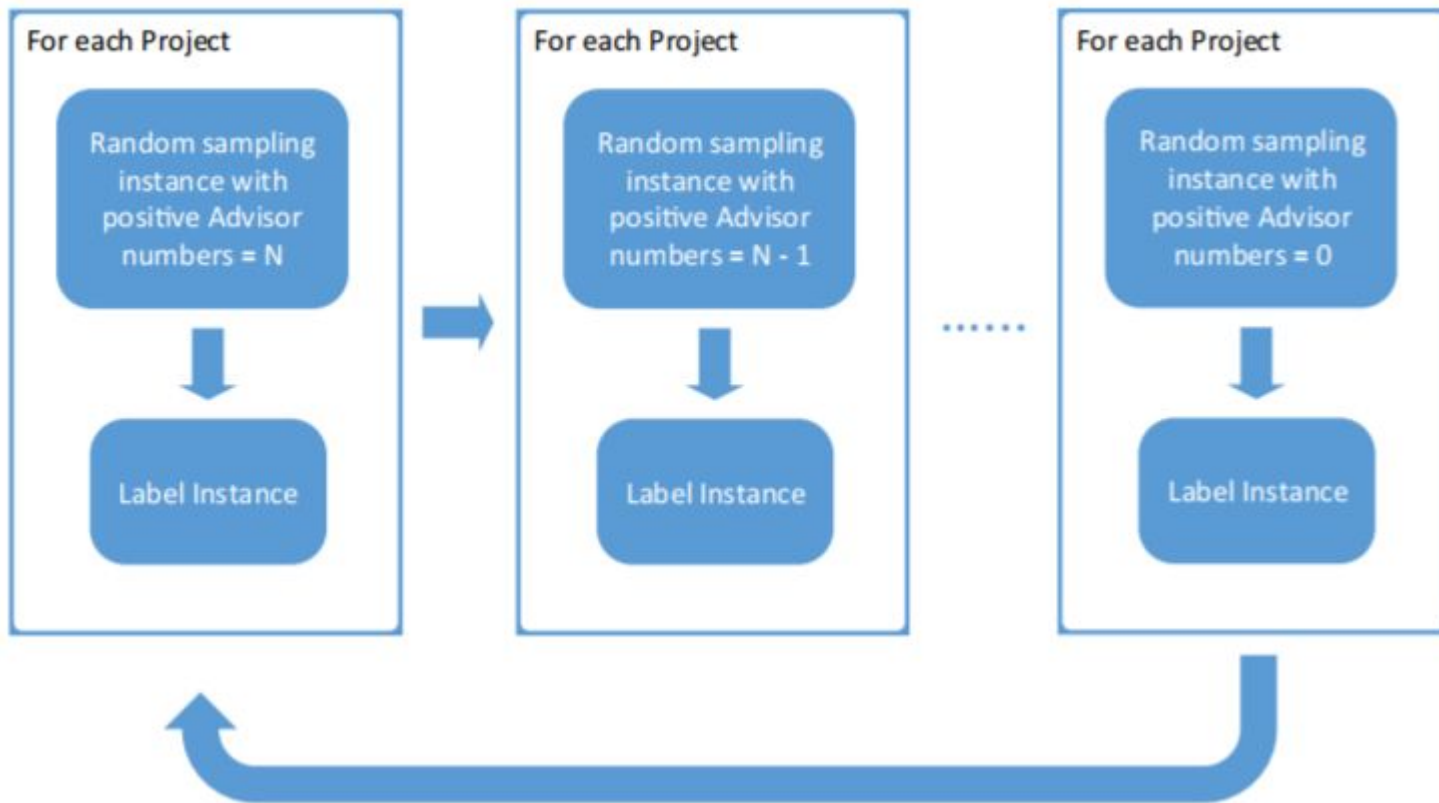 For each Project
Random sampling
instance with
positive Advisor
numbers = N
Label Instance
For each Project
Random sampling
instance with
positive Advisor
numbers = N - 1
Label Instance
......
For each Project
Random sampling
instance with
positive Advisor
numbers = 0
Label Instance